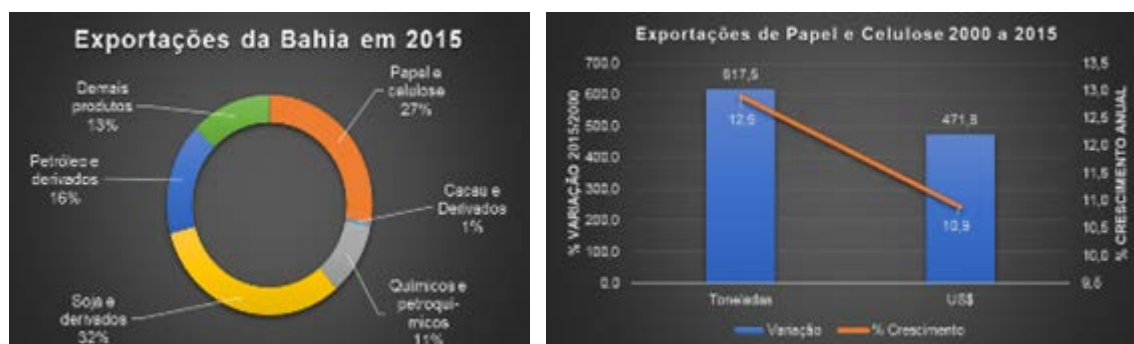 Exportações da Bahia em 2015
Papel e
celulose
27%
Cacau e
Derivados
1%
Químicos e
petroquí-
micos
11%
Soja e
derivados
32%
Petróleo e
derivados
16%
Demais
produtos
13%
Exportações de Papel e Celulose 2000 a 2015
% VARIAÇÃO 2015/2000
700.0
600.0
500.0
400.0
300.0
200.0
100.0
0.0
617,5
12,9
471,8
10,9
13,5
13,0
12,5
12,0
11,5
11,0
10,5
10,0
9,5
% CRESCIMENTO ANUAL
Toneladas
US$
Variação
% Crescimento